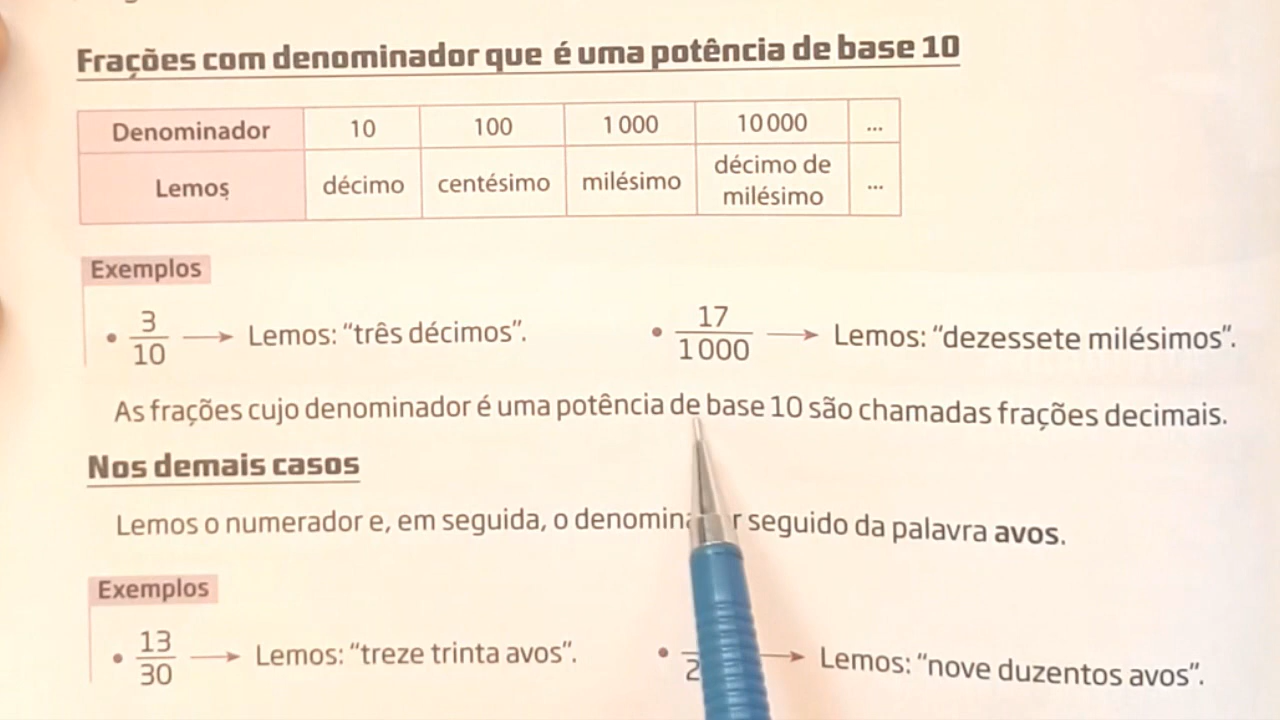 Frações com denominador que é uma potência de base 10
Denominador 10 100 1 000 10 000 ...
Lemos décimo centésimo milésimo décimo de milésimo ...
Exemplos
• 3/10 → Lemos: “três décimos”. • 17/1 000 → Lemos: “dezessete milésimos”.
As frações cujo denominador é uma potência de base 10 são chamadas frações decimais.
Nos demais casos
Lemos o numerador e, em seguida, o seguido da palavra avos.
Exemplos
• 13/30 → Lemos: “treze trinta avos”. • → Lemos: “nove duzentos avos”.